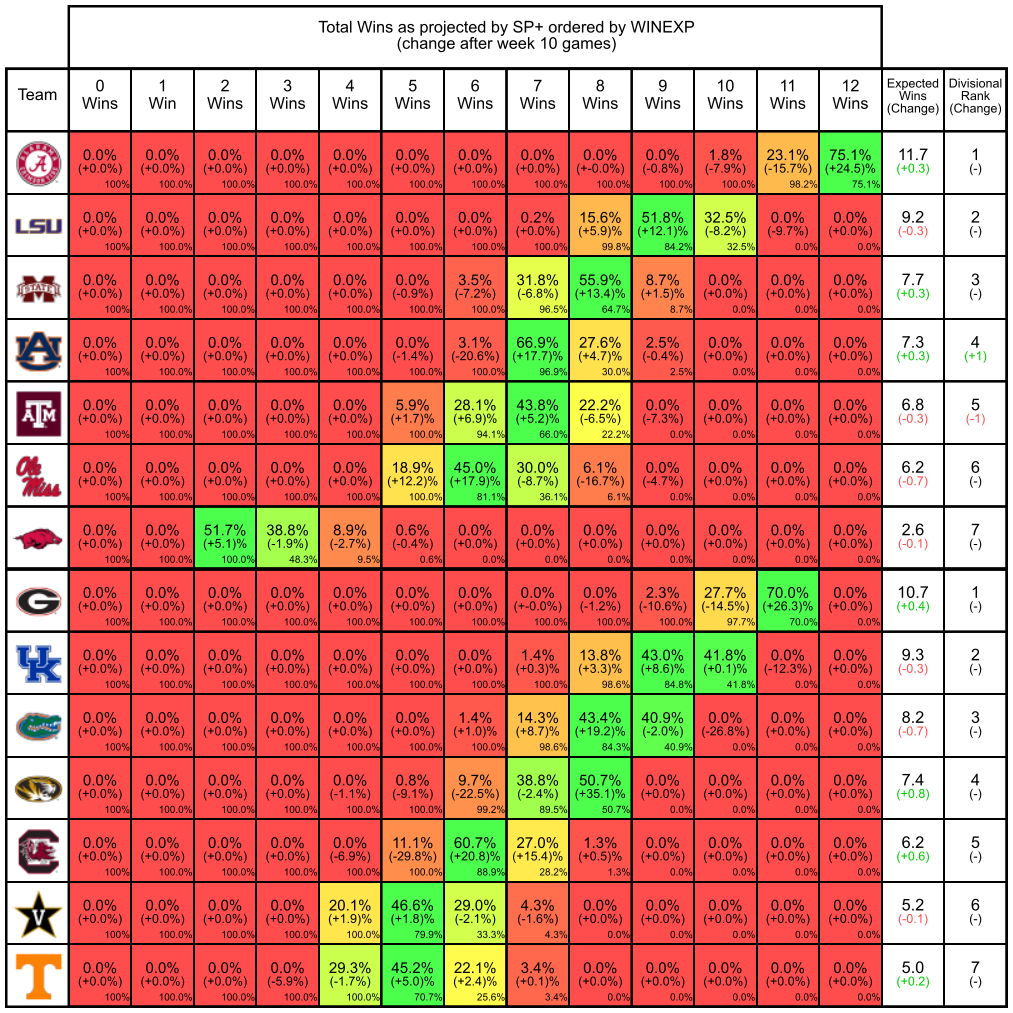 Total Wins as projected by SP+ ordered by WINEXP
(change after week 10 games)
Team
0 Wins 1 Win 2 Wins 3 Wins 4 Wins 5 Wins 6 Wins 7 Wins 8 Wins 9 Wins 10 Wins 11 Wins 12 Wins Expected Wins (Change) Divisional Rank (Change)
ALABAMA CRIMSON TIDE A
0.0% 0.0% 0.0% 0.0% 0.0% 0.0% 0.0% 0.0% 0.0% 0.0% 1.8% 23.1% 75.1% 11.7 1
(+0.0%) (+0.0%) (+0.0%) (+0.0%) (+0.0%) (+0.0%) (+0.0%) (+0.0%) (+-0.0%) (-0.8%) (-7.9%) (-15.7%) (+24.5)% (+0.3) (-)
100% 100.0% 100.0% 100.0% 100.0% 100.0% 100.0% 100.0% 100.0% 100.0% 100.0% 98.2% 75.1%
LSU
0.0% 0.0% 0.0% 0.0% 0.0% 0.0% 0.0% 0.2% 15.6% 51.8% 32.5% 0.0% 0.0% 9.2 2
(+0.0%) (+0.0%) (+0.0%) (+0.0%) (+0.0%) (+0.0%) (+0.0%) (+0.0%) (+5.9)% (+12.1)% (-8.2%) (-9.7%) (+0.0%) (-0.3) (-)
100% 100.0% 100.0% 100.0% 100.0% 100.0% 100.0% 100.0% 99.8% 84.2% 32.5% 0.0% 0.0%
STATE
0.0% 0.0% 0.0% 0.0% 0.0% 0.0% 3.5% 31.8% 55.9% 8.7% 0.0% 0.0% 0.0% 7.7 3
(+0.0%) (+0.0%) (+0.0%) (+0.0%) (+0.0%) (-0.9%) (-7.2%) (-6.8%) (+13.4)% (+1.5)% (+0.0%) (+0.0%) (+0.0%) (+0.3) (-)
100% 100.0% 100.0% 100.0% 100.0% 100.0% 100.0% 96.5% 64.7% 8.7% 0.0% 0.0% 0.0%
AU
0.0% 0.0% 0.0% 0.0% 0.0% 0.0% 3.1% 66.9% 27.6% 2.5% 0.0% 0.0% 0.0% 7.3 4
(+0.0%) (+0.0%) (+0.0%) (+0.0%) (+0.0%) (-1.4%) (-20.6%) (+17.7)% (+4.7)% (-0.4%) (+0.0%) (+0.0%) (+0.0%) (+0.3) (+1)
100% 100.0% 100.0% 100.0% 100.0% 100.0% 100.0% 96.9% 30.0% 2.5% 0.0% 0.0% 0.0%
ATM
0.0% 0.0% 0.0% 0.0% 0.0% 5.9% 28.1% 43.8% 22.2% 0.0% 0.0% 0.0% 0.0% 6.8 5
(+0.0%) (+0.0%) (+0.0%) (+0.0%) (+0.0%) (+1.7)% (+6.9)% (+5.2)% (-6.5%) (-7.3%) (+0.0%) (+0.0%) (+0.0%) (-0.3) (-1)
100% 100.0% 100.0% 100.0% 100.0% 100.0% 94.1% 66.0% 22.2% 0.0% 0.0% 0.0% 0.0%
Ole Miss
0.0% 0.0% 0.0% 0.0% 0.0% 18.9% 45.0% 30.0% 6.1% 0.0% 0.0% 0.0% 0.0% 6.2 6
(+0.0%) (+0.0%) (+0.0%) (+0.0%) (+0.0%) (+12.2)% (+17.9)% (-8.7%) (-16.7%) (-4.7%) (+0.0%) (+0.0%) (+0.0%) (-0.7) (-)
100% 100.0% 100.0% 100.0% 100.0% 100.0% 81.1% 36.1% 6.1% 0.0% 0.0% 0.0% 0.0%
0.0% 0.0% 51.7% 38.8% 8.9% 0.6% 0.0% 0.0% 0.0% 0.0% 0.0% 0.0% 0.0% 2.6 7
(+0.0%) (+0.0%) (+5.1)% (-1.9%) (-2.7%) (-0.4%) (+0.0%) (+0.0%) (+0.0%) (+0.0%) (+0.0%) (+0.0%) (+0.0%) (-0.1) (-)
100% 100.0% 100.0% 48.3% 9.5% 0.6% 0.0% 0.0% 0.0% 0.0% 0.0% 0.0% 0.0%
G
0.0% 0.0% 0.0% 0.0% 0.0% 0.0% 0.0% 0.0% 0.0% 2.3% 27.7% 70.0% 0.0% 10.7 1
(+0.0%) (+0.0%) (+0.0%) (+0.0%) (+0.0%) (+0.0%) (+0.0%) (+-0.0%) (-1.2%) (-10.6%) (-14.5%) (+26.3)% (+0.0%) (+0.4) (-)
100% 100.0% 100.0% 100.0% 100.0% 100.0% 100.0% 100.0% 100.0% 100.0% 97.7% 70.0% 0.0%
UK
0.0% 0.0% 0.0% 0.0% 0.0% 0.0% 0.0% 1.4% 13.8% 43.0% 41.8% 0.0% 0.0% 9.3 2
(+0.0%) (+0.0%) (+0.0%) (+0.0%) (+0.0%) (+0.0%) (+0.0%) (+0.3)% (+3.3)% (+8.6)% (+0.1)% (-12.3%) (+0.0%) (-0.3) (-)
100% 100.0% 100.0% 100.0% 100.0% 100.0% 100.0% 100.0% 98.6% 84.8% 41.8% 0.0% 0.0%
0.0% 0.0% 0.0% 0.0% 0.0% 0.0% 1.4% 14.3% 43.4% 40.9% 0.0% 0.0% 0.0% 8.2 3
(+0.0%) (+0.0%) (+0.0%) (+0.0%) (+0.0%) (+0.0%) (+1.0)% (+8.7)% (+19.2)% (-2.0%) (-26.8%) (+0.0%) (+0.0%) (-0.7) (-)
100% 100.0% 100.0% 100.0% 100.0% 100.0% 100.0% 98.6% 84.3% 40.9% 0.0% 0.0% 0.0%
0.0% 0.0% 0.0% 0.0% 0.0% 0.8% 9.7% 38.8% 50.7% 0.0% 0.0% 0.0% 0.0% 7.4 4
(+0.0%) (+0.0%) (+0.0%) (+0.0%) (-1.1%) (-9.1%) (-22.5%) (-2.4%) (+35.1)% (+0.0%) (+0.0%) (+0.0%) (+0.0%) (+0.8) (-)
100% 100.0% 100.0% 100.0% 100.0% 100.0% 99.2% 89.5% 50.7% 0.0% 0.0% 0.0% 0.0%
C
0.0% 0.0% 0.0% 0.0% 0.0% 11.1% 60.7% 27.0% 1.3% 0.0% 0.0% 0.0% 0.0% 6.2 5
(+0.0%) (+0.0%) (+0.0%) (+0.0%) (-6.9%) (-29.8%) (+20.8)% (+15.4)% (+0.5)% (+0.0%) (+0.0%) (+0.0%) (+0.0%) (+0.6) (-)
100% 100.0% 100.0% 100.0% 100.0% 100.0% 88.9% 28.2% 1.3% 0.0% 0.0% 0.0% 0.0%
V
0.0% 0.0% 0.0% 0.0% 20.1% 46.6% 29.0% 4.3% 0.0% 0.0% 0.0% 0.0% 0.0% 5.2 6
(+0.0%) (+0.0%) (+0.0%) (+0.0%) (+1.9)% (+1.8)% (-2.1%) (-1.6%) (+0.0%) (+0.0%) (+0.0%) (+0.0%) (+0.0%) (-0.1) (-)
100% 100.0% 100.0% 100.0% 100.0% 79.9% 33.3% 4.3% 0.0% 0.0% 0.0% 0.0% 0.0%
T
0.0% 0.0% 0.0% 0.0% 29.3% 45.2% 22.1% 3.4% 0.0% 0.0% 0.0% 0.0% 0.0% 5.0 7
(+0.0%) (+0.0%) (+0.0%) (-5.9%) (-1.7%) (+5.0)% (+2.4)% (+0.1)% (+0.0%) (+0.0%) (+0.0%) (+0.0%) (+0.0%) (+0.2) (-)
100% 100.0% 100.0% 100.0% 100.0% 70.7% 25.6% 3.4% 0.0% 0.0% 0.0% 0.0% 0.0%